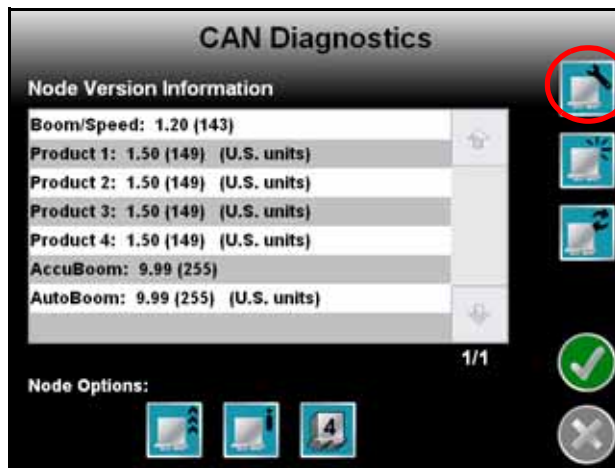 CAN Diagnostics
Node Version Information
Boom/Speed: 1.20 (143)
Product 1: 1.50 (149) (U.S. units)
Product 2: 1.50 (149) (U.S. units)
Product 3: 1.50 (149) (U.S. units)
Product 4: 1.50 (149) (U.S. units)
AccuBoom: 9.99 (255)
AutoBoom: 9.99 (255) (U.S. units)
1/1
Node Options:
4